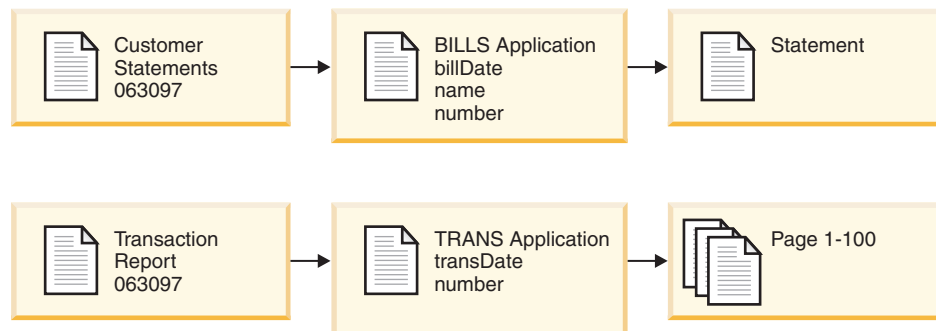 Customer
Statements
063097
BILLS Application
billDate
name
number
Statement
Transaction
Report
063097
TRANS Application
transDate
number
Page 1-100